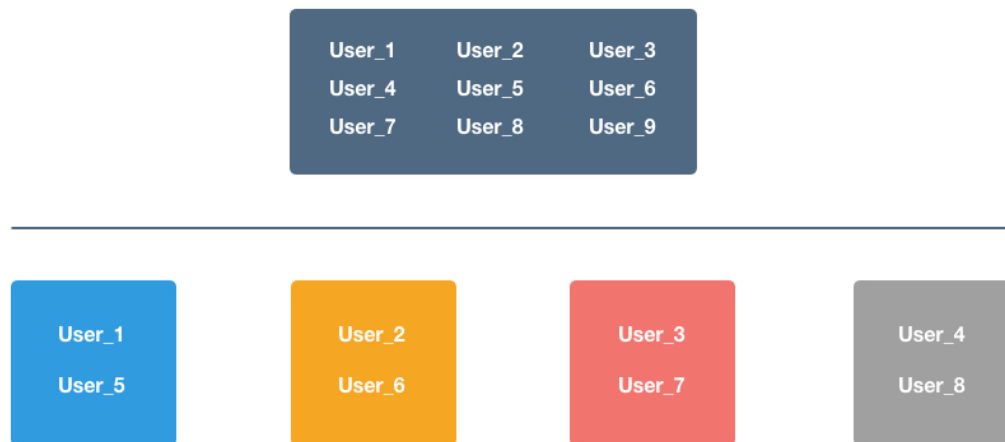 User_1 User_2 User_3
User_4 User_5 User_6
User_7 User_8 User_9
User_1 User_2 User_3 User_4
User_5 User_6 User_7 User_8